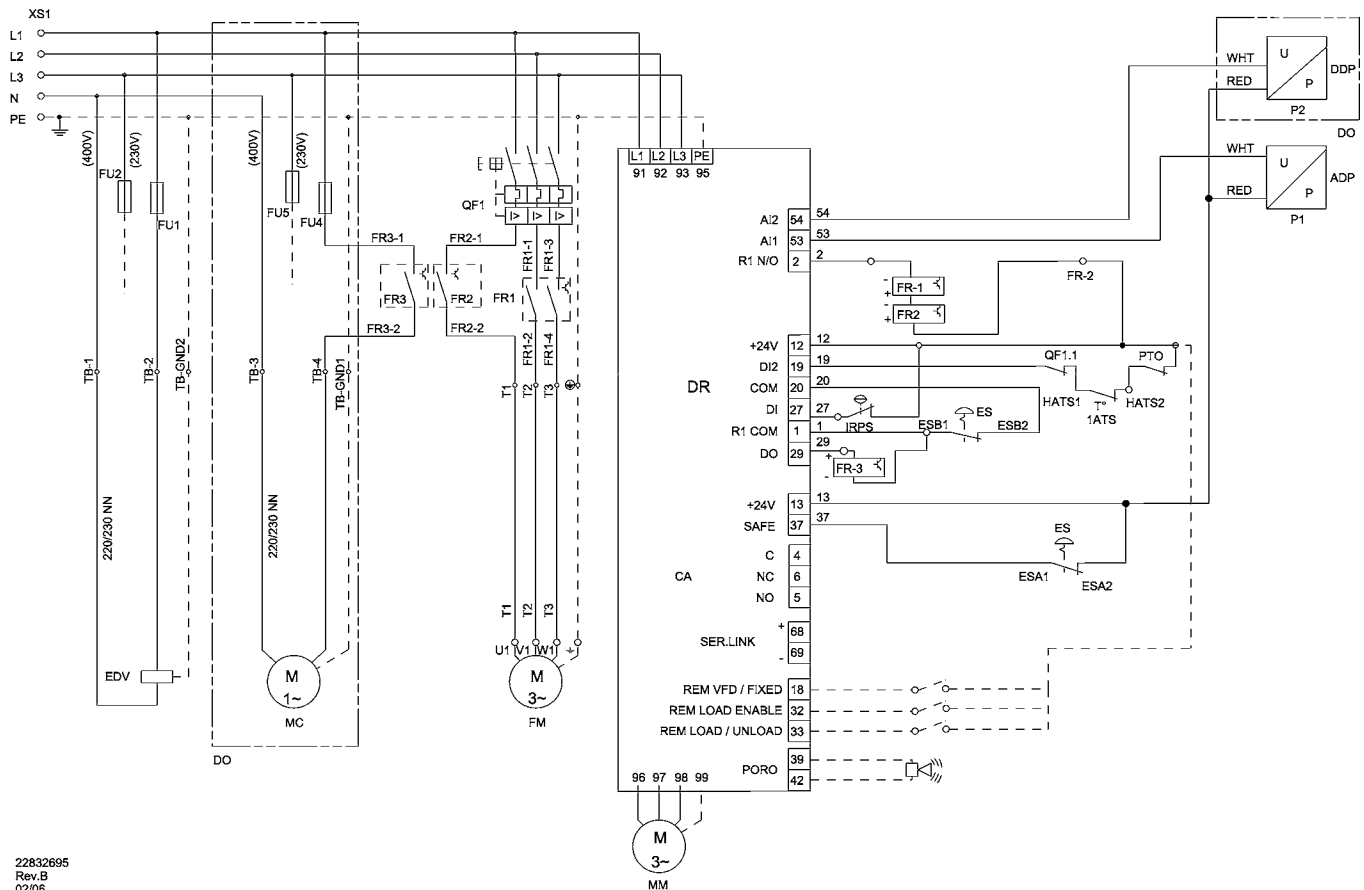 XS1
L1
L2
L3
N
PE
(400V)
FU2
(230V)
FU1
(400V)
FU5
(230V)
FU4
QF1
FR3-1
FR2-1
FR1-1
FR1-3
FR3
FR2
FR1
FR3-2
FR2-2
FR1-2
FR1-4
TB-1
TB-2
TB-GND2
TB-3
TB-4
TB-GND1
T1
T2
T3
220/230 NN
220/230 NN
T1
T2
T3
U1
V1
W1
EDV
M
1~
MC
M
3~
FM
DO
L1
L2
L3
PE
91
92
93
95
DR
CA
AI2
54
54
AI1
53
53
R1 N/O
2
2
+24V
12
12
DI2
19
19
COM
20
20
DI
27
27
R1 COM
1
1
DO
29
29
+24V
13
13
SAFE
37
37
C
4
NC
6
NO
5
SER.LINK
+
68
69
-
REM VFD / FIXED
18
REM LOAD ENABLE
32
REM LOAD / UNLOAD
33
PORO
39
42
96
97
98
99
M
3~
MM
-
+
FR-1
-
+
FR2
FR-2
QF1.1
PTO
HATS1
T°
1ATS
HATS2
IRPS
ESB1
ES
ESB2
+
-
FR-3
ES
ESA1
ESA2
WHT
RED
U
P
DDP
P2
DO
WHT
RED
U
P
ADP
P1
22832695
Rev.B
02/06